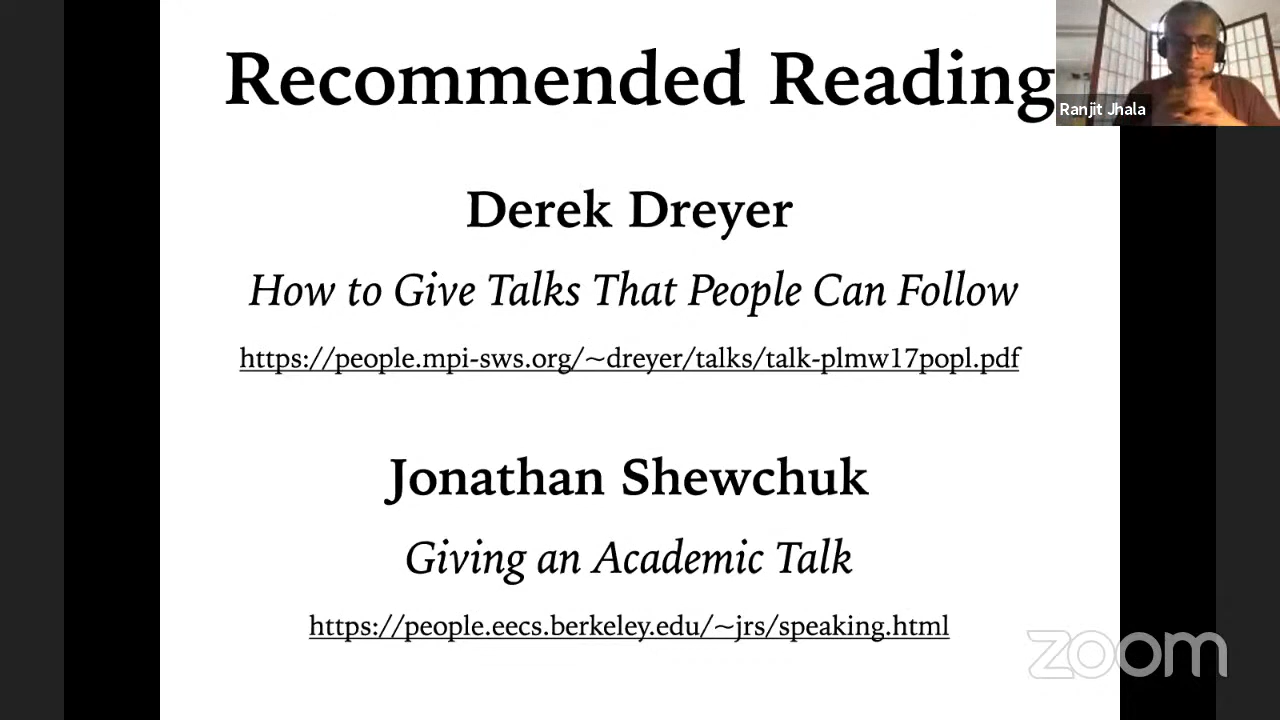 Recommended Reading
Ranjit Jhala
Derek Dreyer
How to Give Talks That People Can Follow
https://people.mpi-sws.org/~dreyer/talks/talk-plmw17popl.pdf
Jonathan Shewchuk
Giving an Academic Talk
https://people.eecs.berkeley.edu/~jrs/speaking.html
zoom